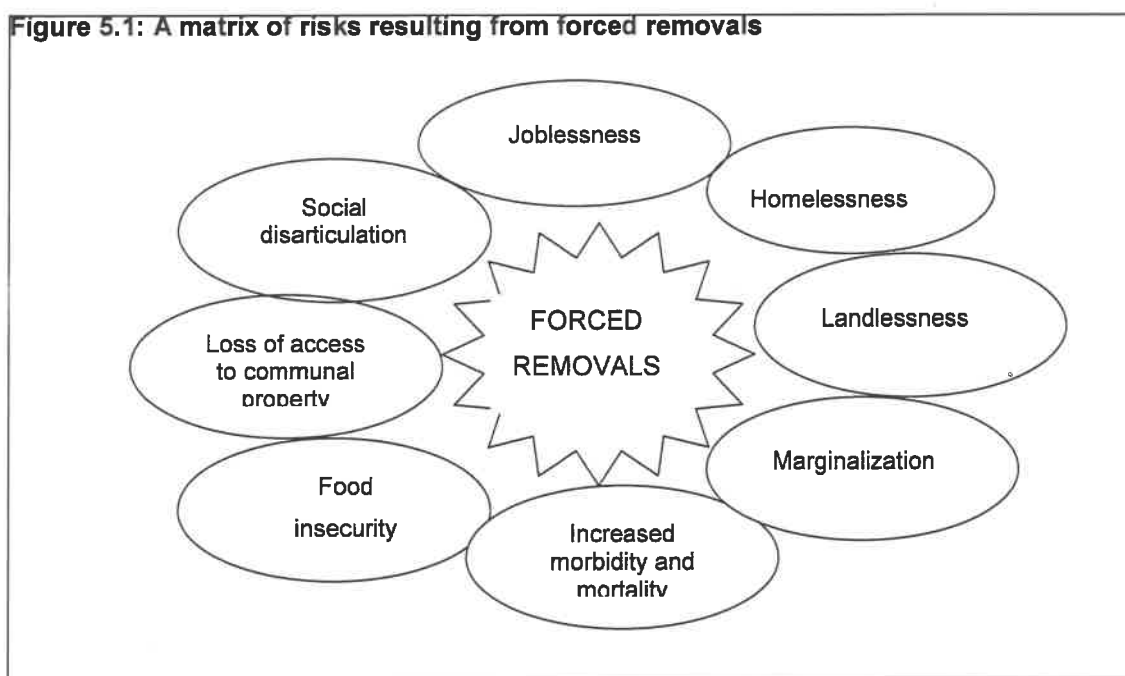 Figure 5.1: A matrix of risks resulting from forced removals
Joblessness
Homelessness
Social
disarticulation
Landlessness
FORCED
REMOVALS
Loss of access
to communal
property
Marginalization
Food
insecurity
Increased
morbidity and
mortality